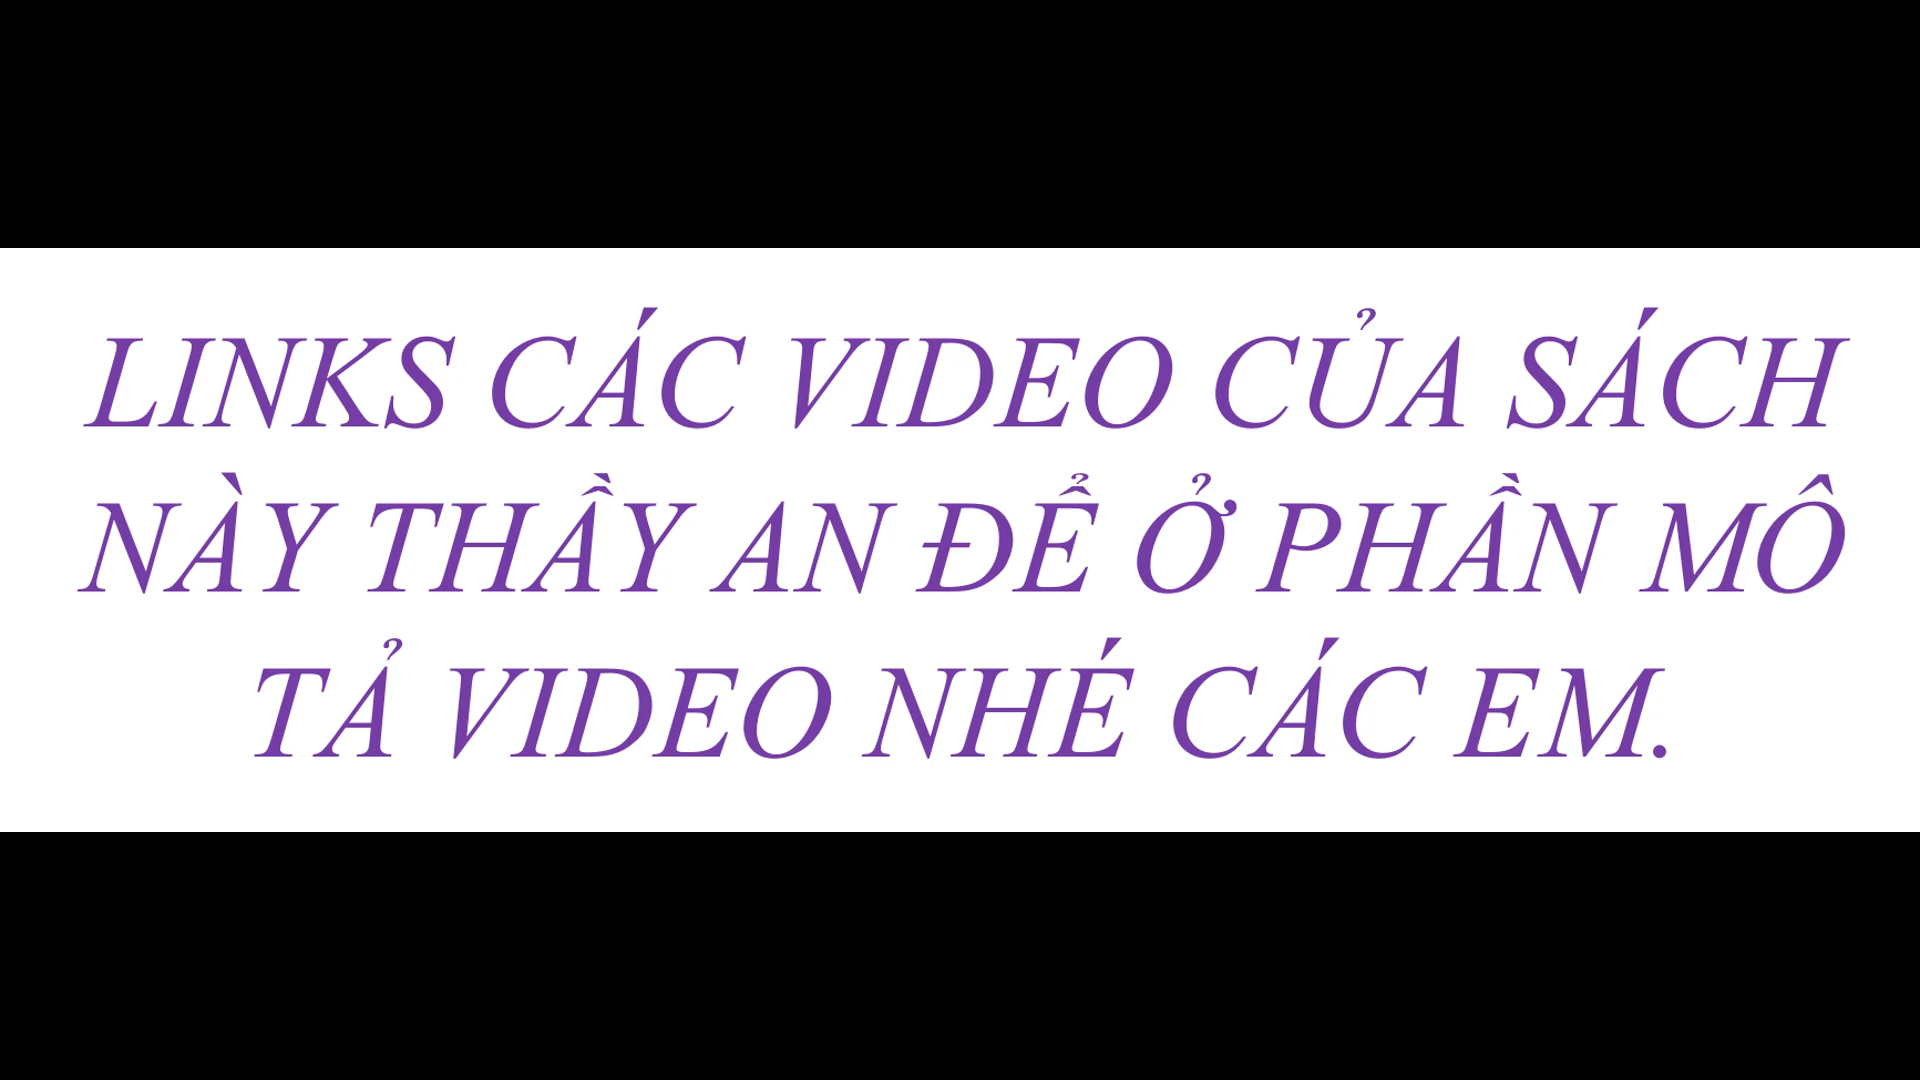 LINKS CÁC VIDEO CỦA SÁCH
NÀY THẦY AN ĐỂ Ở PHẦN MÔ
TẢ VIDEO NHÉ CÁC EM.